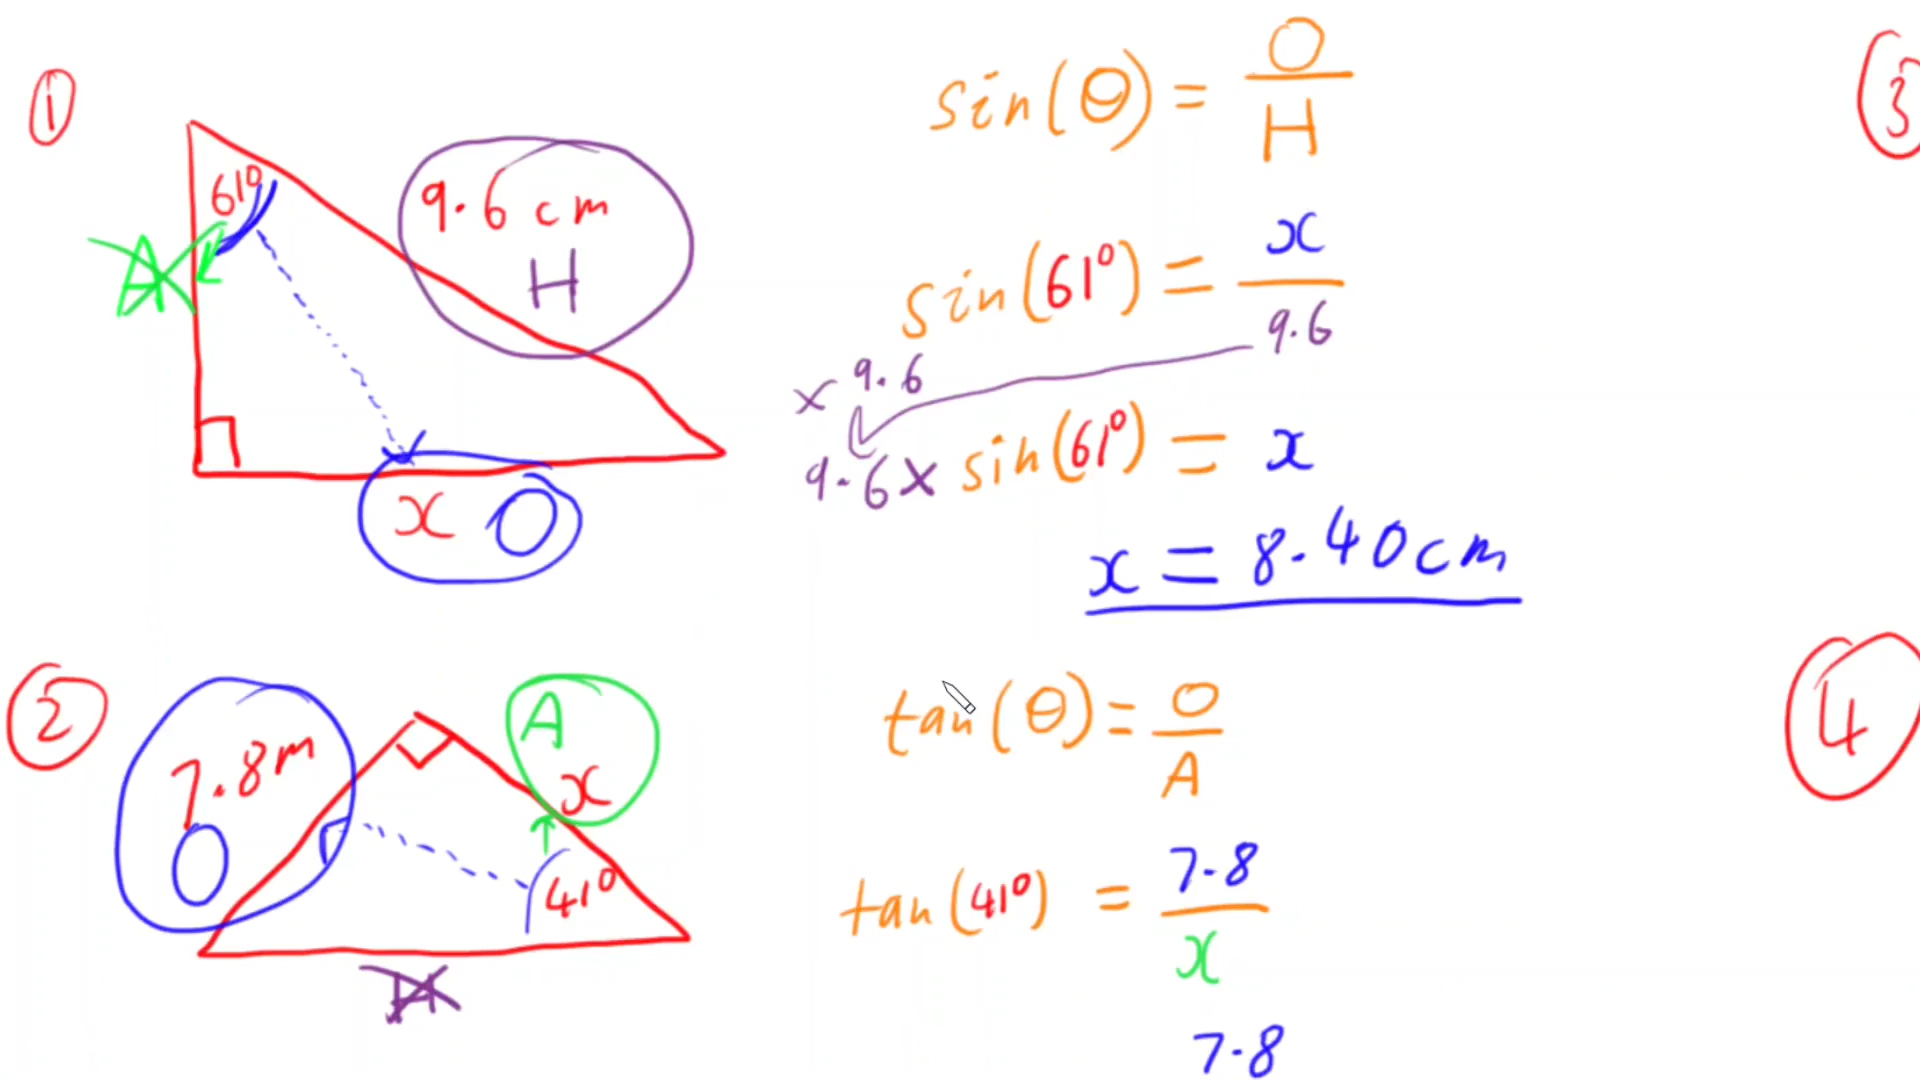 ①
61°
A
9.6 cm
H
x O
sin(θ) = O/H
sin(61°) = x/9.6
x 9.6
9.6 x sin(61°) = x
x = 8.40cm
②
7.8m
O
A
x
41°
H
tan(θ) = O/A
tan(41°) = 7.8/x
7.8
③
④